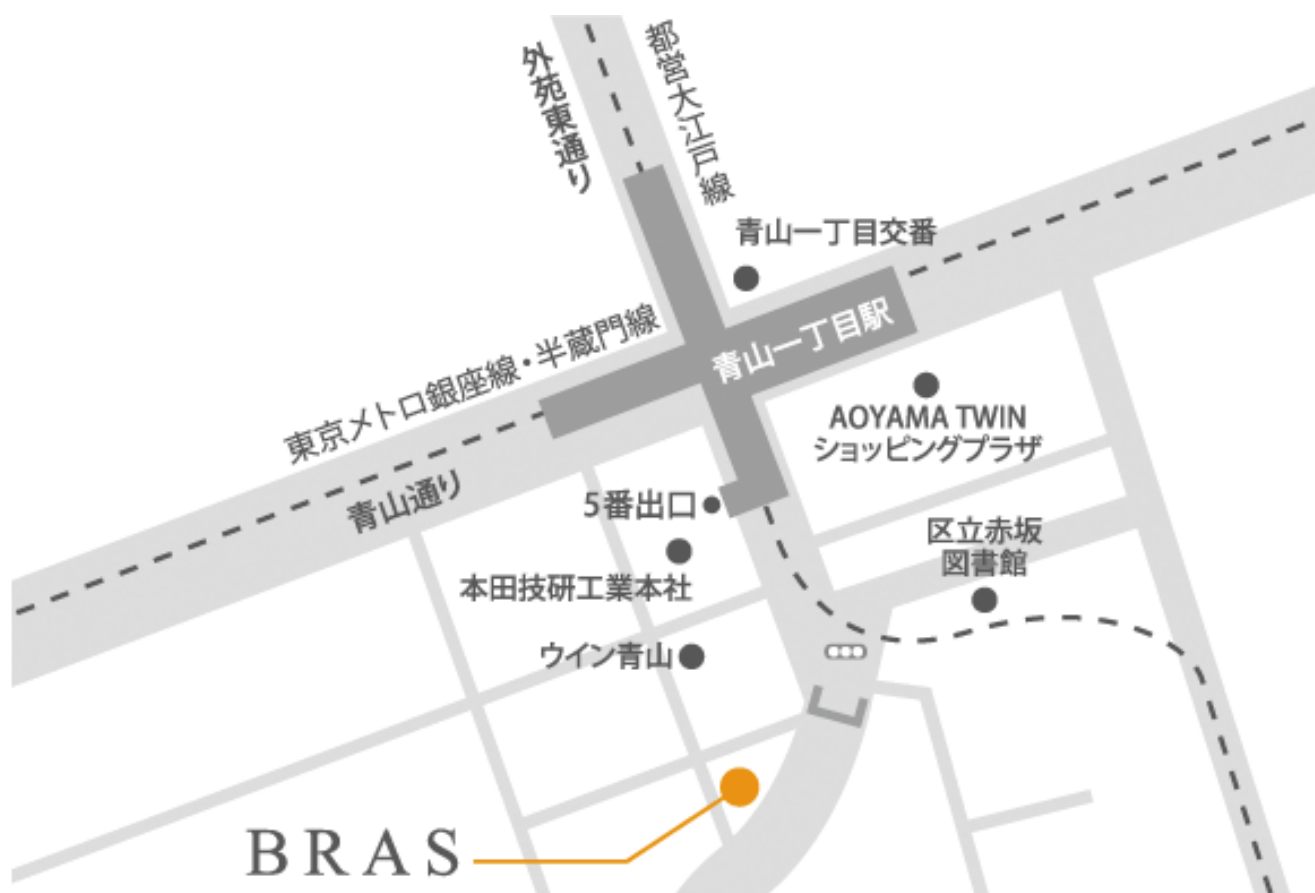 外苑東通り
都営大江戸線
青山一丁目交番
東京メトロ銀座線・半蔵門線
青山一丁目駅
青山通り
AOYAMA TWIN
ショッピングプラザ
5番出口
区立赤坂
図書館
本田技研工業本社
ウイン青山
BRAS